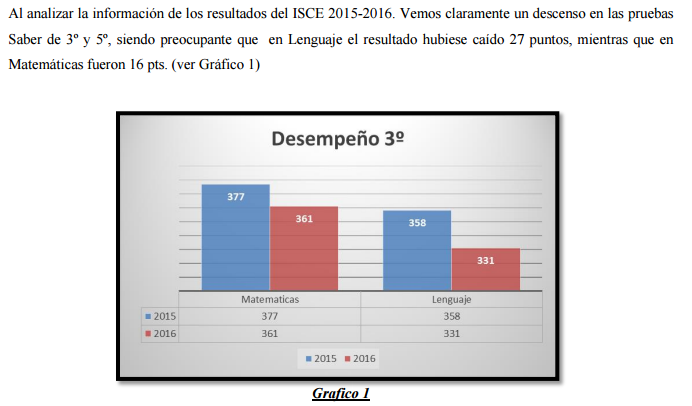 Al analizar la información de los resultados del ISCE 2015-2016. Vemos claramente un descenso en las pruebas
Saber de 3º y 5º, siendo preocupante que en Lenguaje el resultado hubiese caído 27 puntos, mientras que en
Matemáticas fueron 16 pts. (ver Gráfico 1)
Desempeño 3º
377
361
358
331
Matematicas Lenguaje
2015 377 358
2016 361 331
2015 2016
Grafico 1